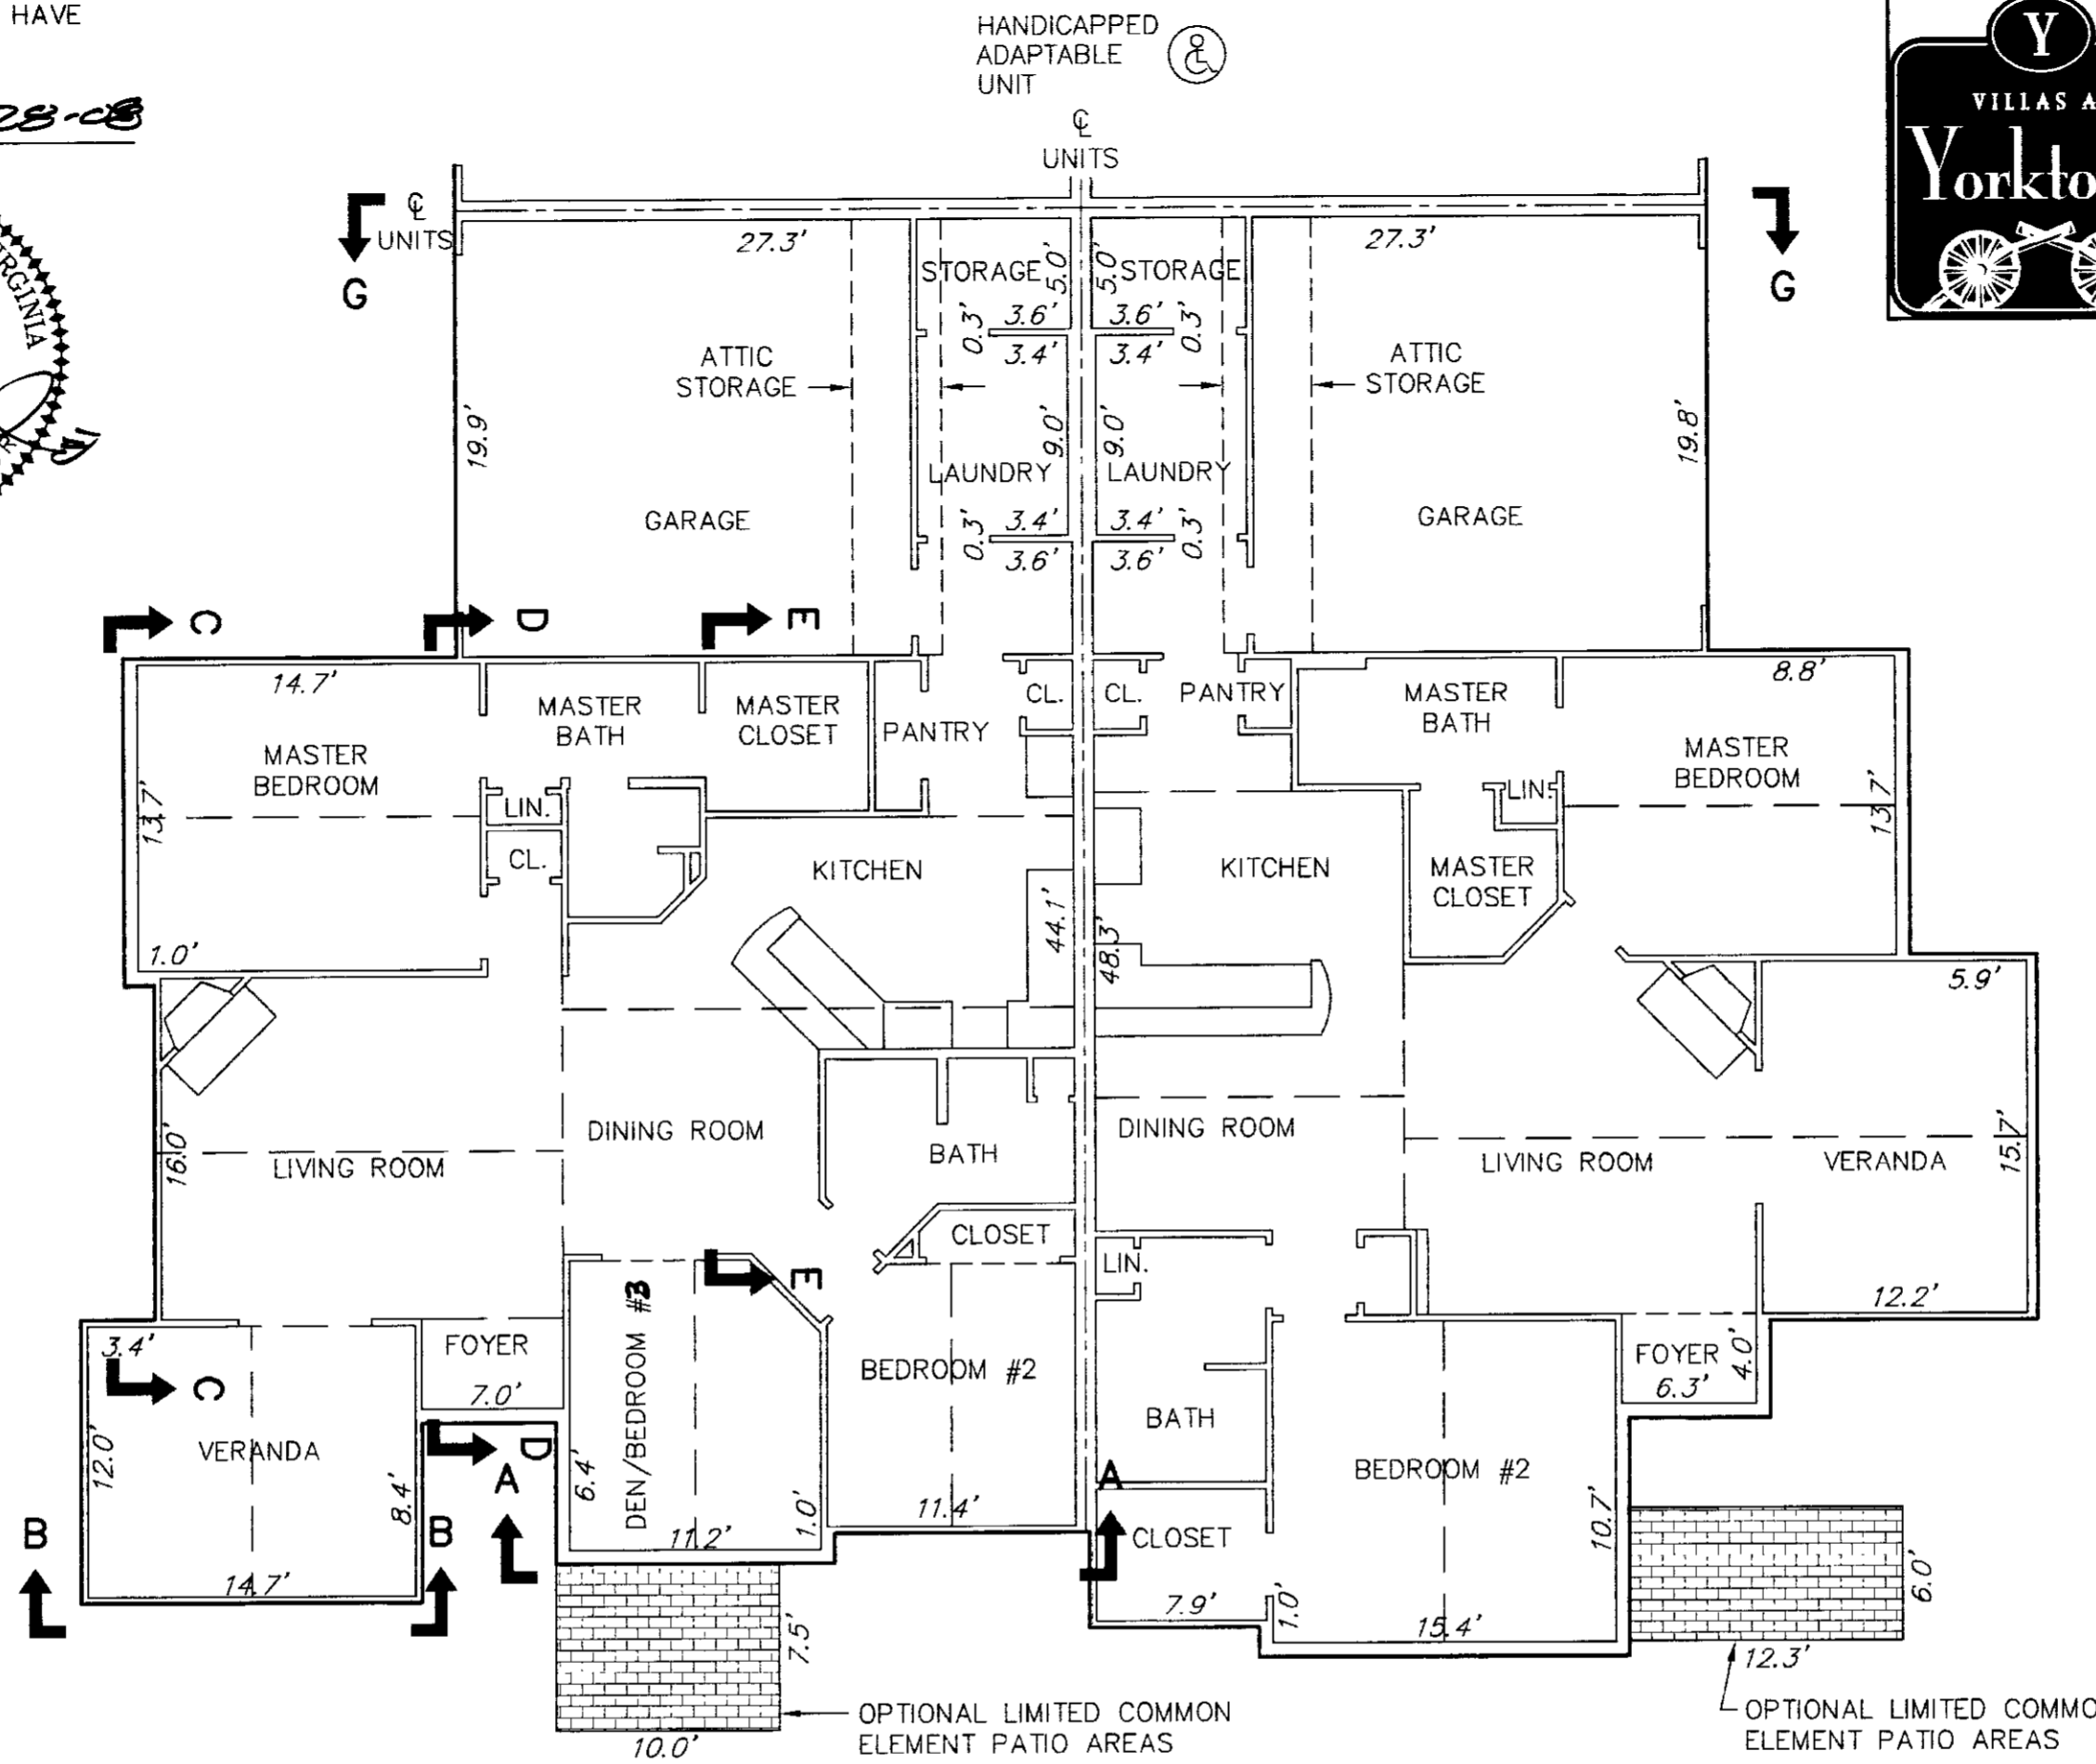 HAVE
28-08
VIRGINIA
HANDICAPPED
ADAPTABLE
UNIT
℄
UNITS
Y
VILLAS A
Yorkto
℄
UNITS
G
G
27.3'
27.3'
STORAGE
5.0'
5.0'
STORAGE
0.3'
3.6'
3.6'
0.3'
3.4'
3.4'
ATTIC
STORAGE
ATTIC
STORAGE
19.9'
9.0'
9.0'
19.8'
LAUNDRY
LAUNDRY
GARAGE
GARAGE
0.3'
3.4'
3.4'
0.3'
3.6'
3.6'
C
D
E
14.7'
MASTER
BATH
MASTER
CLOSET
PANTRY
CL.
CL.
PANTRY
MASTER
BATH
8.8'
MASTER
BEDROOM
MASTER
BEDROOM
13.7'
LIN.
LIN.
13.7'
CL.
KITCHEN
KITCHEN
MASTER
CLOSET
1.0'
44.1'
48.3'
5.9'
16.0'
LIVING ROOM
DINING ROOM
BATH
DINING ROOM
LIVING ROOM
VERANDA
15.7'
CLOSET
LIN.
E
12.2'
3.4'
C
FOYER
7.0'
DEN/BEDROOM #3
BEDROOM #2
FOYER
6.3'
4.0'
12.0'
VERANDA
8.4'
D
A
6.4'
1.0'
11.2'
11.4'
BATH
A
BEDROOM #2
10.7'
B
14.7'
B
CLOSET
7.9'
1.0'
15.4'
6.0'
12.3'
7.5'
10.0'
OPTIONAL LIMITED COMMON
ELEMENT PATIO AREAS
OPTIONAL LIMITED COMMO
ELEMENT PATIO AREAS